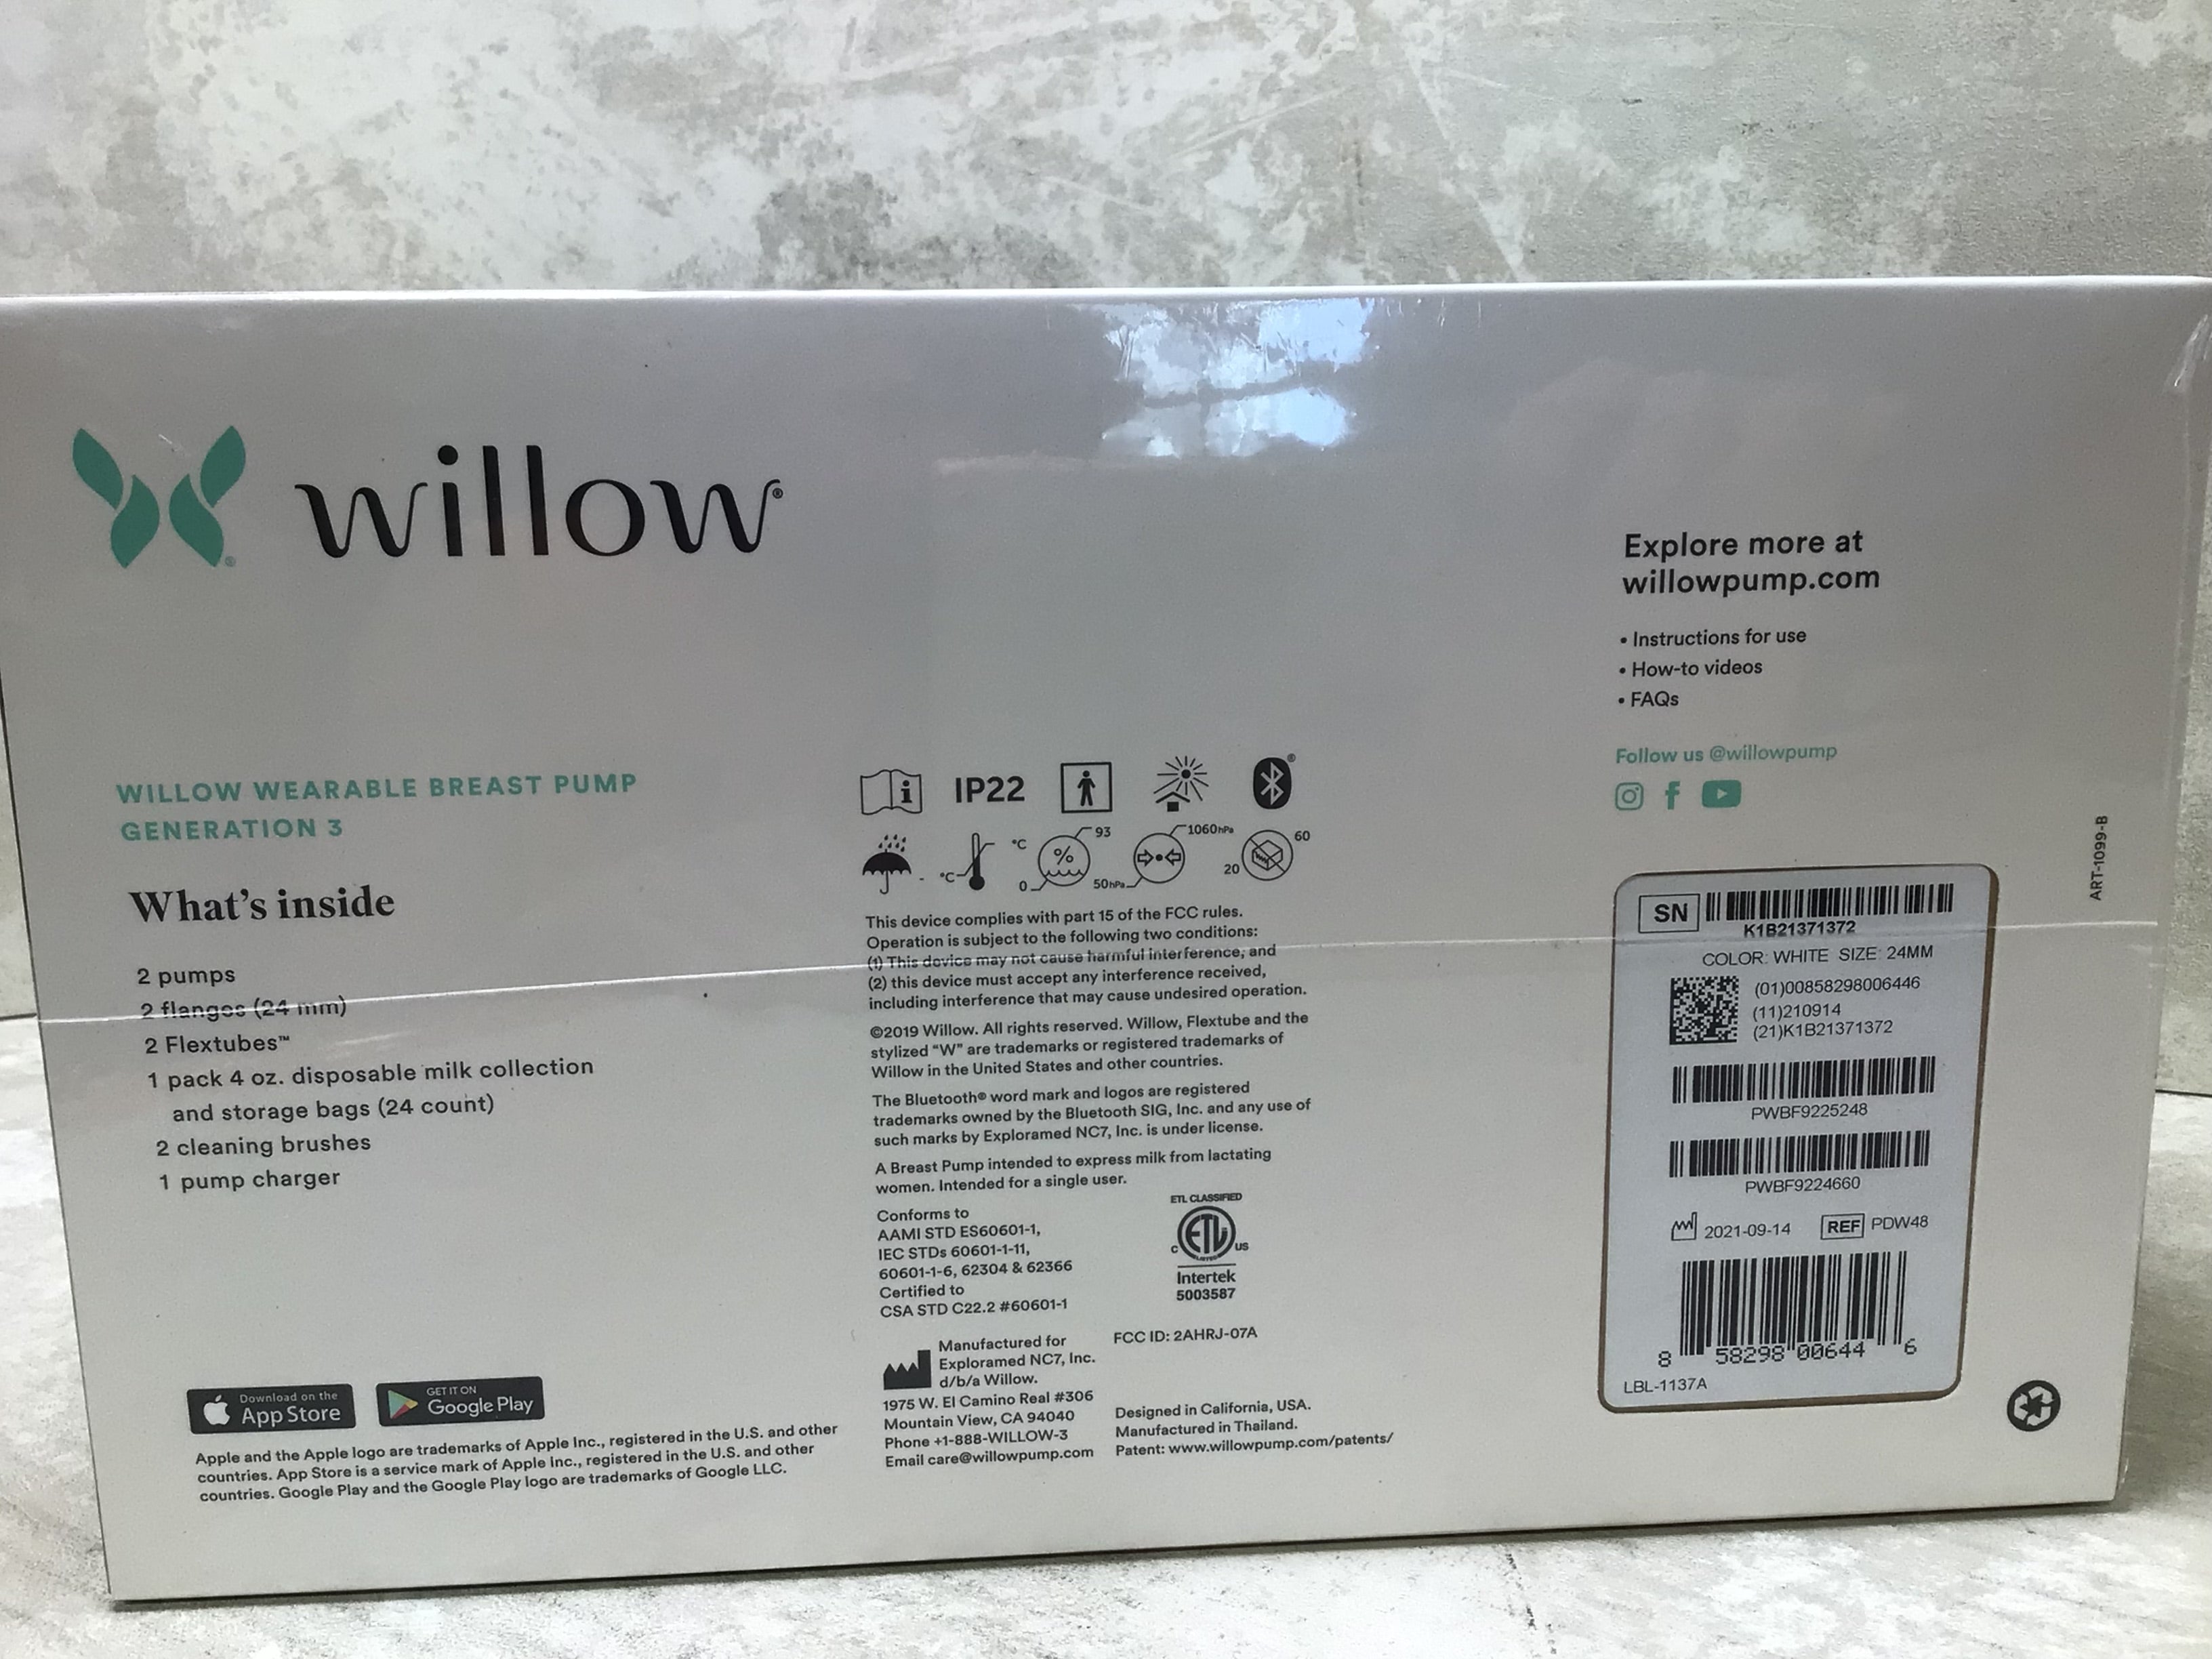 willow®
WILLOW WEARABLE BREAST PUMP
GENERATION 3
What's inside
2 pumps
2 flanges (24 mm)
2 Flextubes™
1 pack 4 oz. disposable milk collection
and storage bags (24 count)
2 cleaning brushes
1 pump charger
Download on the
App Store
GET IT ON
Google Play
Apple and the Apple logo are trademarks of Apple Inc., registered in the U.S. and other
countries. App Store is a service mark of Apple Inc., registered in the U.S. and other
countries. Google Play and the Google Play logo are trademarks of Google LLC.
IP22
- °C °C
% 93
0
1060hPa
50hPa
60
20
This device complies with part 15 of the FCC rules.
Operation is subject to the following two conditions:
(1) This device may not cause harmful interference, and
(2) this device must accept any interference received,
including interference that may cause undesired operation.
©2019 Willow. All rights reserved. Willow, Flextube and the
stylized “W” are trademarks or registered trademarks of
Willow in the United States and other countries.
The Bluetooth® word mark and logos are registered
trademarks owned by the Bluetooth SIG, Inc. and any use of
such marks by Exploramed NC7, Inc. is under license.
A Breast Pump intended to express milk from lactating
women. Intended for a single user.
Conforms to
AAMI STD ES60601-1,
IEC STDs 60601-1-11,
60601-1-6, 62304 & 62366
Certified to
CSA STD C22.2 #60601-1
ETL CLASSIFIED
C ETL US
Intertek
5003587
Manufactured for
Exploramed NC7, Inc.
d/b/a Willow.
1975 W. El Camino Real #306
Mountain View, CA 94040
Phone +1-888-WILLOW-3
Email care@willowpump.com
FCC ID: 2AHRJ-07A
Designed in California, USA.
Manufactured in Thailand.
Patent: www.willowpump.com/patents/
Explore more at
willowpump.com
• Instructions for use
• How-to videos
• FAQs
Follow us @willowpump
SN
K1B21371372
COLOR: WHITE SIZE: 24MM
(01)00858298006446
(11)210914
(21)K1B21371372
PWBF9225248
PWBF9224660
2021-09-14 REF PDW48
8 58298 00644 6
LBL-1137A
ART-1099-B